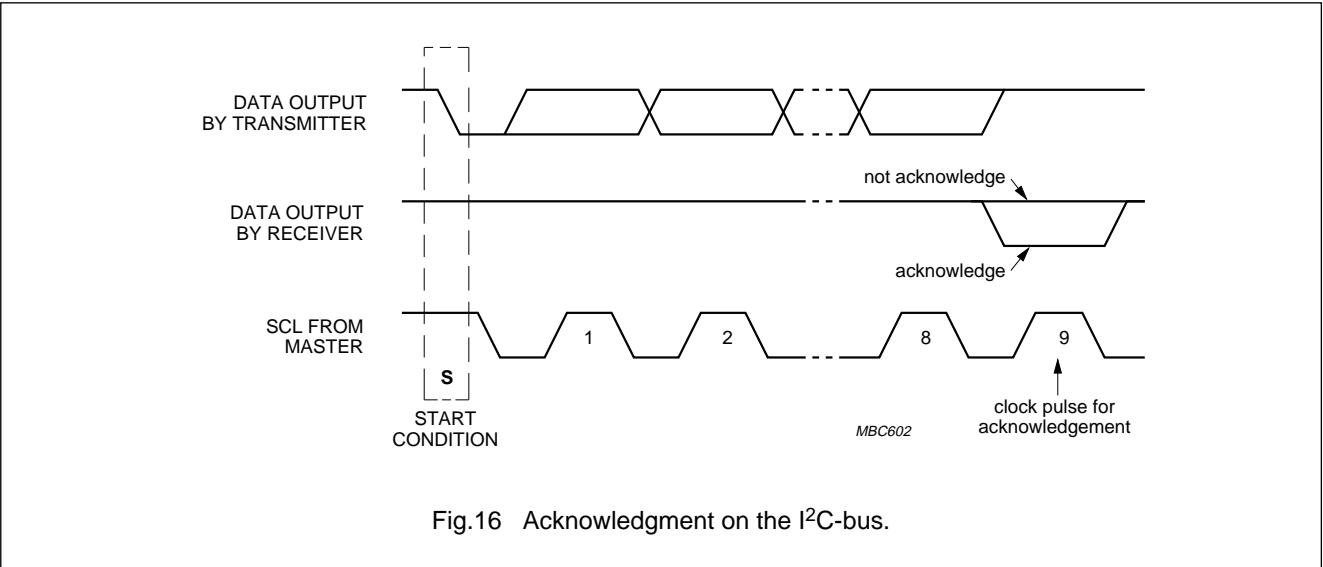 DATA OUTPUT
BY TRANSMITTER
not acknowledge
DATA OUTPUT
BY RECEIVER
acknowledge
SCL FROM
MASTER
1
2
8
9
S
START
CONDITION
clock pulse for
acknowledgement
MBC602
Fig.16 Acknowledgment on the I²C-bus.